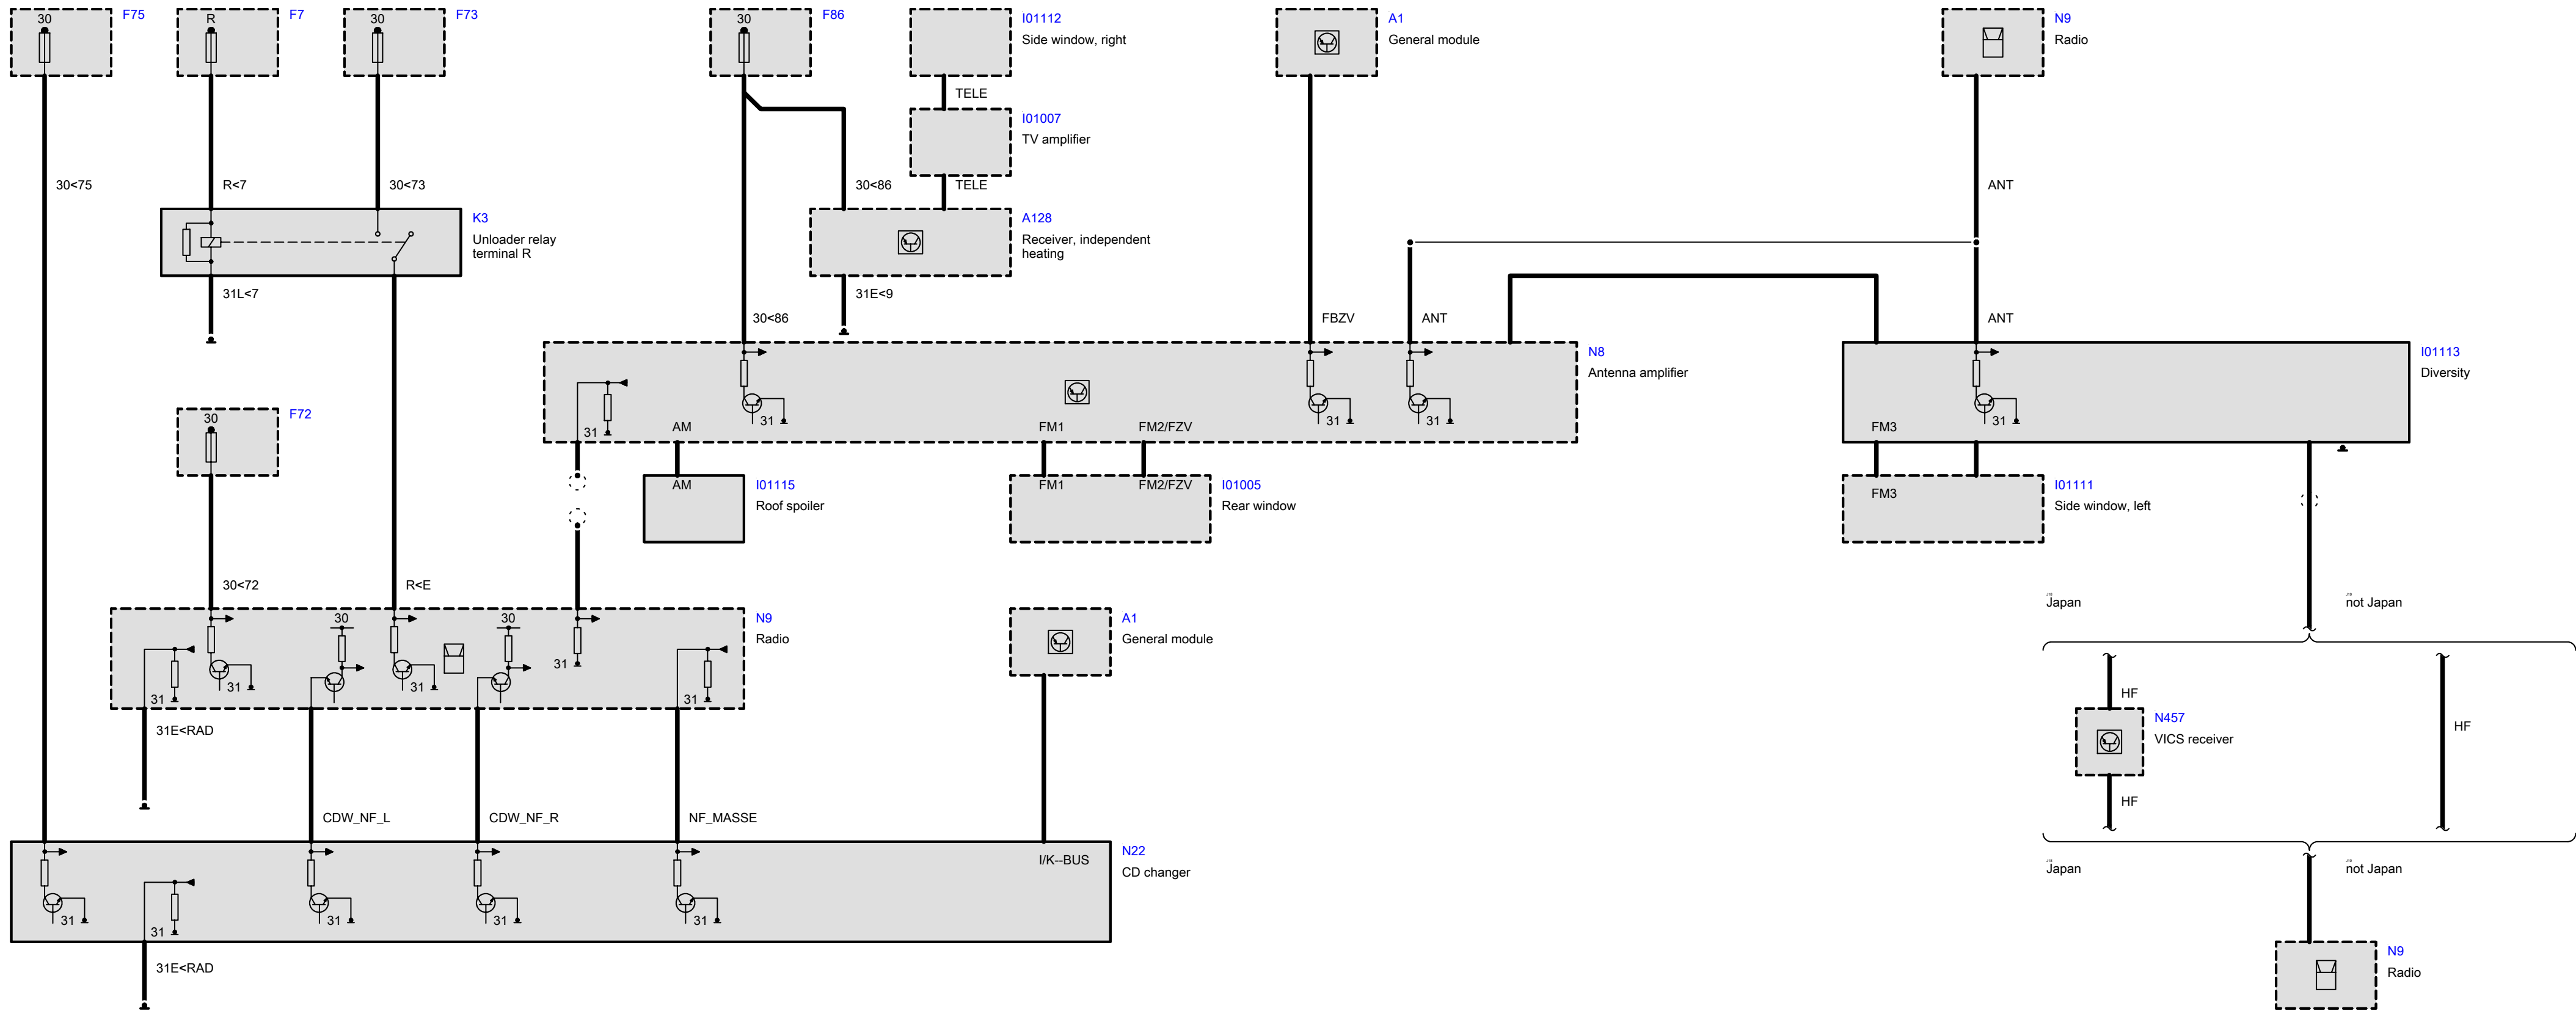 30
F75
R
F7
30
F73
30
F86
I01112
Side window, right
A1
General module
N9
Radio
TELE
I01007
TV amplifier
30<75
R<7
30<73
30<86
TELE
ANT
K3
Unloader relay
terminal R
A128
Receiver, independent
heating
31L<7
31E<9
30<86
FBZV
ANT
ANT
N8
Antenna amplifier
I01113
Diversity
30
F72
31
AM
31
FM1
FM2/FZV
31
31
FM3
31
AM
I01115
Roof spoiler
FM1
FM2/FZV
I01005
Rear window
FM3
I01111
Side window, left
30<72
R<E
Japan
not Japan
30
30
N9
Radio
A1
General module
31
31
31
31
31
31E<RAD
HF
N457
VICS receiver
HF
HF
CDW_NF_L
CDW_NF_R
NF_MASSE
I/K--BUS
N22
CD changer
Japan
not Japan
31
31
31
31
31
31E<RAD
N9
Radio